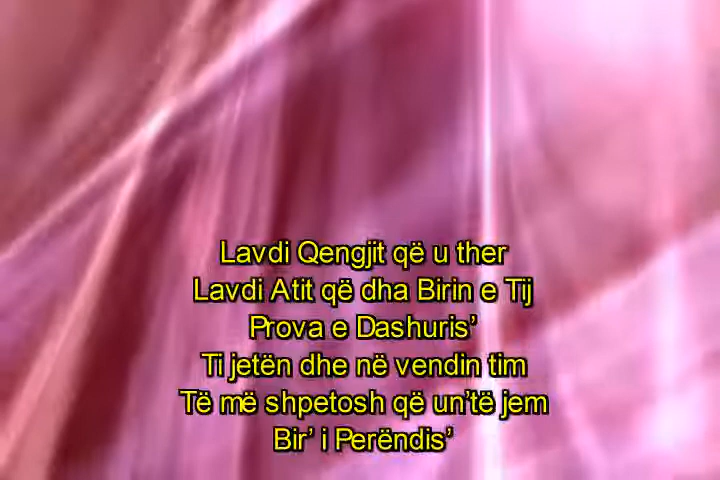 Lavdi Qengjit që u ther
Lavdi Atit që dha Birin e Tij
Prova e Dashuris’
Ti jetën dhe në vendin tim
Të më shpetosh që un’të jem
Bir’ i Perëndis’